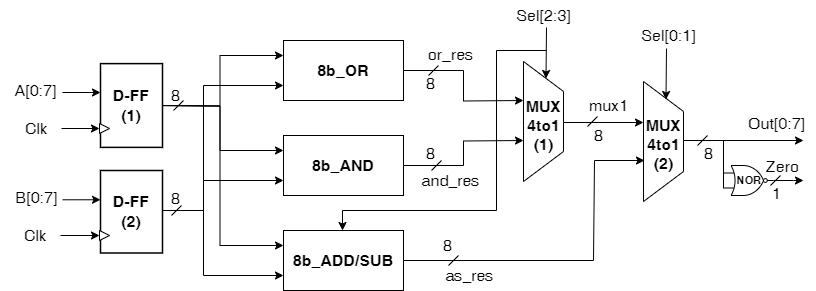 Sel[2:3]
Sel[0:1]
8b_OR
or_res
8
A[0:7]
D-FF
(1)
8
Clk
MUX
4to1
(1)
mux1
8
MUX
4to1
(2)
8
Out[0:7]
8b_AND
8
and_res
NOR
Zero
1
B[0:7]
D-FF
(2)
8
Clk
8b_ADD/SUB
8
as_res